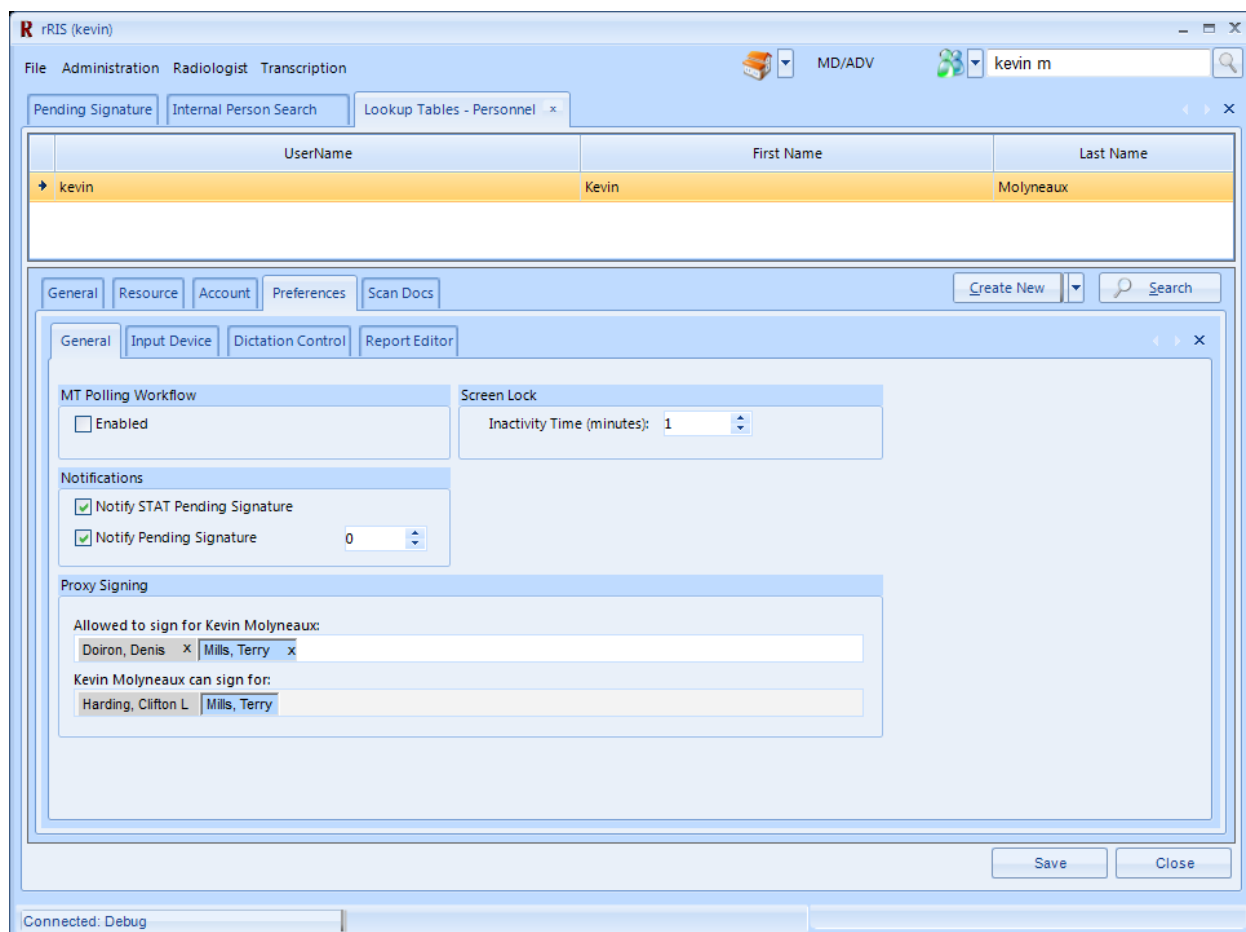 R rRIS (kevin)
File Administration Radiologist Transcription MD/ADV kevin m
Pending Signature Internal Person Search Lookup Tables - Personnel x
UserName First Name Last Name
kevin Kevin Molyneaux
General Resource Account Preferences Scan Docs Create New Search
General Input Device Dictation Control Report Editor
MT Polling Workflow Screen Lock
Enabled Inactivity Time (minutes): 1
Notifications
Notify STAT Pending Signature
Notify Pending Signature 0
Proxy Signing
Allowed to sign for Kevin Molyneaux:
Doiron, Denis x Mills, Terry x
Kevin Molyneaux can sign for:
Harding, Clifton L Mills, Terry
Save Close
Connected: Debug